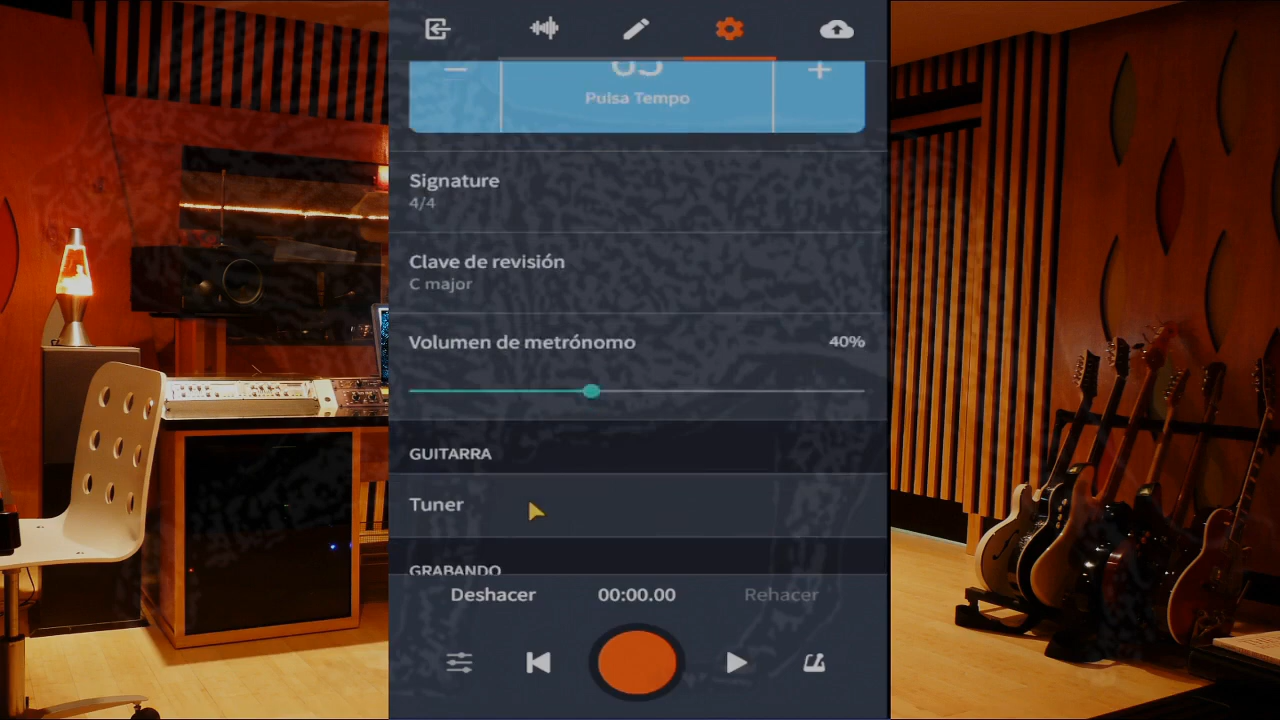 Pulsa Tempo
Signature
4/4
Clave de revisión
C major
Volumen de metrónomo 40%
GUITARRA
Tuner
GRABANDO
Deshacer 00:00.00 Rehacer